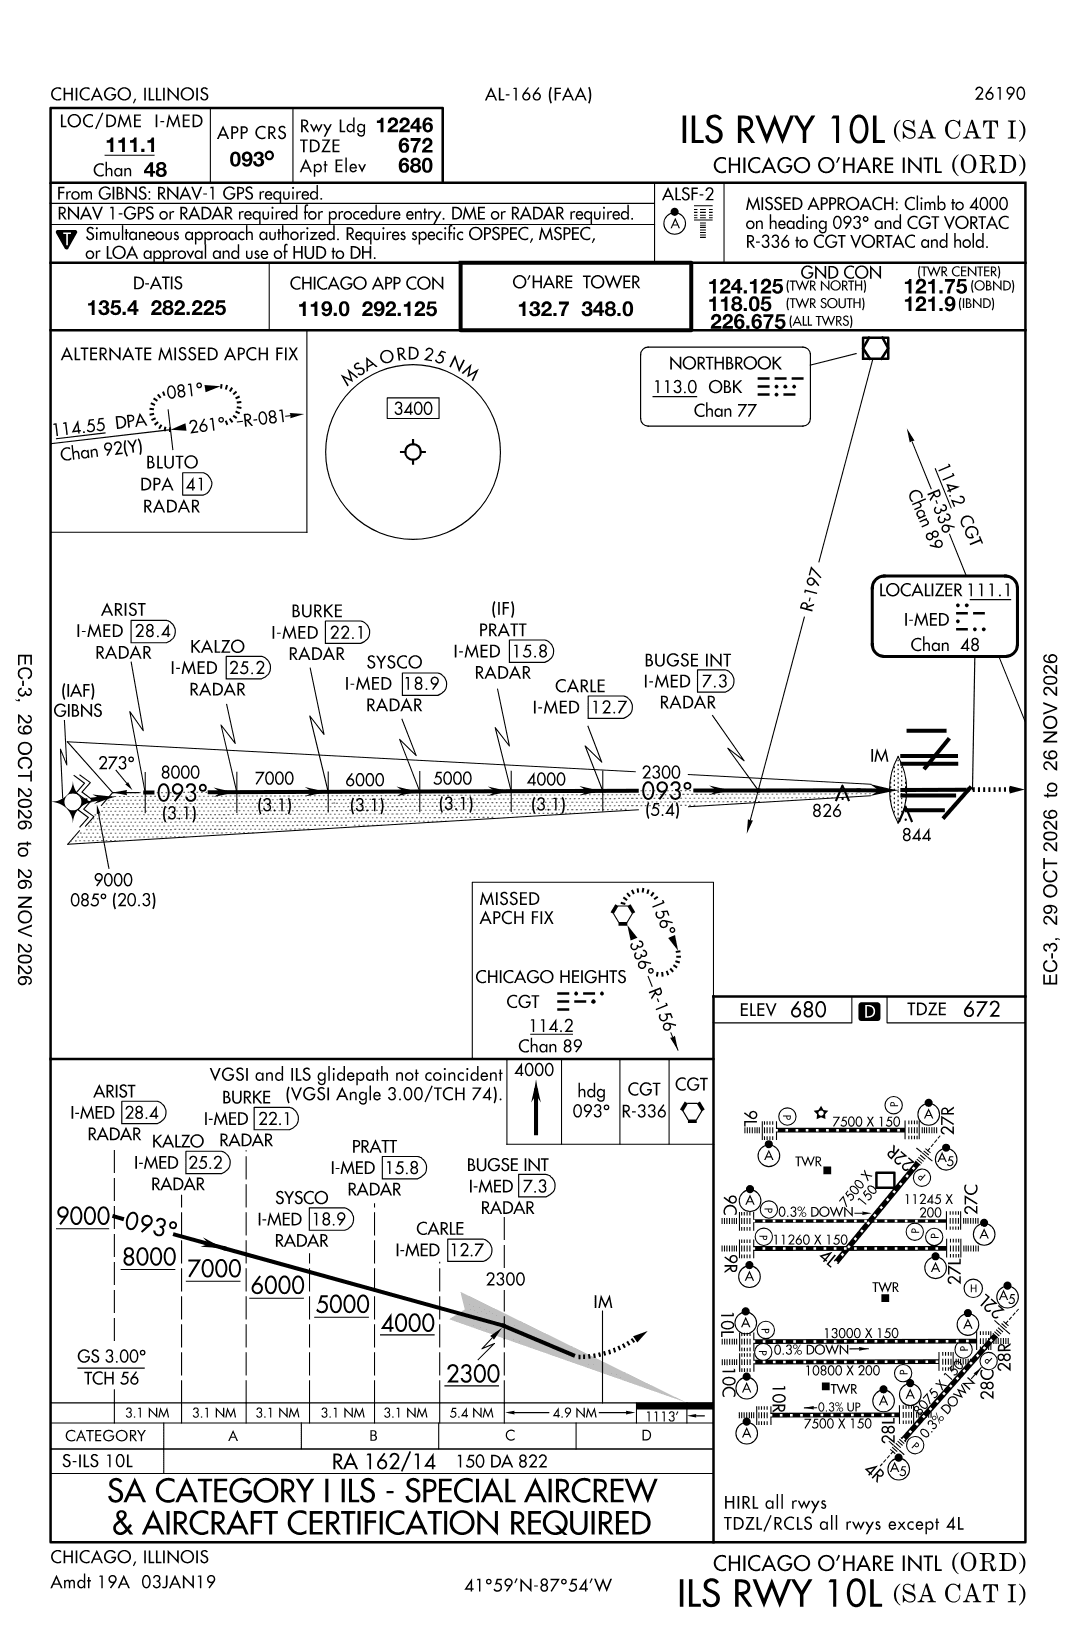 CHICAGO, ILLINOIS
AL-166 (FAA)
26190
LOC/DME I-MED
111.1
Chan 48
APP CRS
093°
Rwy Ldg 12246
TDZE 672
Apt Elev 680
ILS RWY 10L (SA CAT I)
CHICAGO O'HARE INTL (ORD)
From GIBNS: RNAV-1 GPS required.
RNAV 1-GPS or RADAR required for procedure entry. DME or RADAR required.
T
Simultaneous approach authorized. Requires specific OPSPEC, MSPEC,
or LOA approval and use of HUD to DH.
ALSF-2
A
MISSED APPROACH: Climb to 4000
on heading 093° and CGT VORTAC
R-336 to CGT VORTAC and hold.
D-ATIS
135.4 282.225
CHICAGO APP CON
119.0 292.125
O'HARE TOWER
132.7 348.0
GND CON
124.125 (TWR NORTH)
118.05 (TWR SOUTH)
226.675 (ALL TWRS)
(TWR CENTER)
121.75 (OBND)
121.9 (IBND)
ALTERNATE MISSED APCH FIX
081°
261°
R-081
114.55 DPA
Chan 92(Y)
BLUTO
DPA 41
RADAR
MSA ORD 25 NM
3400
NORTHBROOK
113.0 OBK
Chan 77
R-197
114.2 CGT
R-336
Chan 89
LOCALIZER 111.1
I-MED
Chan 48
(IAF)
GIBNS
ARIST
I-MED 28.4
RADAR
KALZO
I-MED 25.2
RADAR
BURKE
I-MED 22.1
RADAR
SYSCO
I-MED 18.9
RADAR
(IF)
PRATT
I-MED 15.8
RADAR
CARLE
I-MED 12.7
BUGSE INT
I-MED 7.3
RADAR
IM
273°
8000
093°
(3.1)
7000
(3.1)
6000
(3.1)
5000
(3.1)
4000
(3.1)
2300
093°
(5.4)
826
844
9000
085° (20.3)
MISSED
APCH FIX
156°
336°
R-156
CHICAGO HEIGHTS
CGT
114.2
Chan 89
EC-3, 29 OCT 2026 to 26 NOV 2026
EC-3, 29 OCT 2026 to 26 NOV 2026
VGSI and ILS glidepath not coincident
(VGSI Angle 3.00/TCH 74).
4000
hdg
093°
CGT
R-336
CGT
ARIST
I-MED 28.4
RADAR
KALZO
I-MED 25.2
RADAR
BURKE
I-MED 22.1
RADAR
SYSCO
I-MED 18.9
RADAR
PRATT
I-MED 15.8
RADAR
CARLE
I-MED 12.7
BUGSE INT
I-MED 7.3
RADAR
9000
093°
8000
7000
6000
5000
4000
2300
2300
IM
GS 3.00°
TCH 56
3.1 NM
3.1 NM
3.1 NM
3.1 NM
3.1 NM
5.4 NM
4.9 NM
1113'
CATEGORY
A
B
C
D
S-ILS 10L
RA 162/14 150 DA 822
SA CATEGORY I ILS - SPECIAL AIRCREW
& AIRCRAFT CERTIFICATION REQUIRED
ELEV 680
D
TDZE 672
9L
7500 X 150
27R
TWR
22R
7500 X
150
4L
9C
0.3% DOWN
11245 X
200
27C
9R
11260 X 150
27L
TWR
10L
13000 X 150
28R
0.3% DOWN
10C
10800 X 200
28C
TWR
10R
0.3% UP
7500 X 150
28L
22L
8075 X 150
0.3% DOWN
4R
HIRL all rwys
TDZL/RCLS all rwys except 4L
CHICAGO, ILLINOIS
Amdt 19A 03JAN19
41°59'N-87°54'W
CHICAGO O'HARE INTL (ORD)
ILS RWY 10L (SA CAT I)